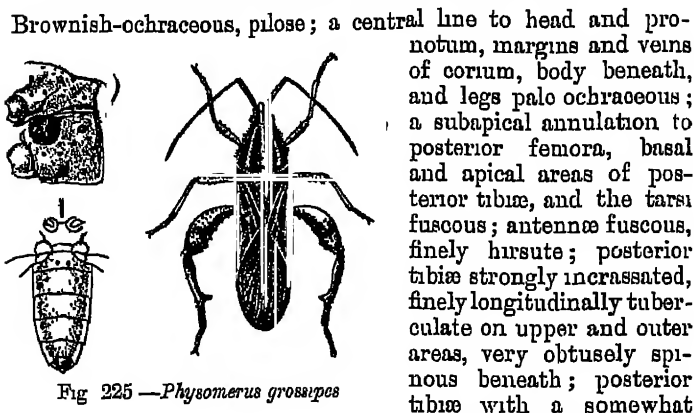 Brownish-ochraceous, pilose; a central line to head and pro-
notum, margins and veins
of corium, body beneath,
and legs pale ochraceous;
a subapical annulation to
posterior femora, basal
and apical areas of pos-
terior tibiæ, and the tarsi
fuscous; antennæ fuscous,
finely hirsute; posterior
tibiæ strongly incrassated,
finely longitudinally tuber-
culate on upper and outer
areas, very obtusely spi-
nous beneath; posterior
tibiæ with a somewhat
Fig 225 —Physomerus grossipes